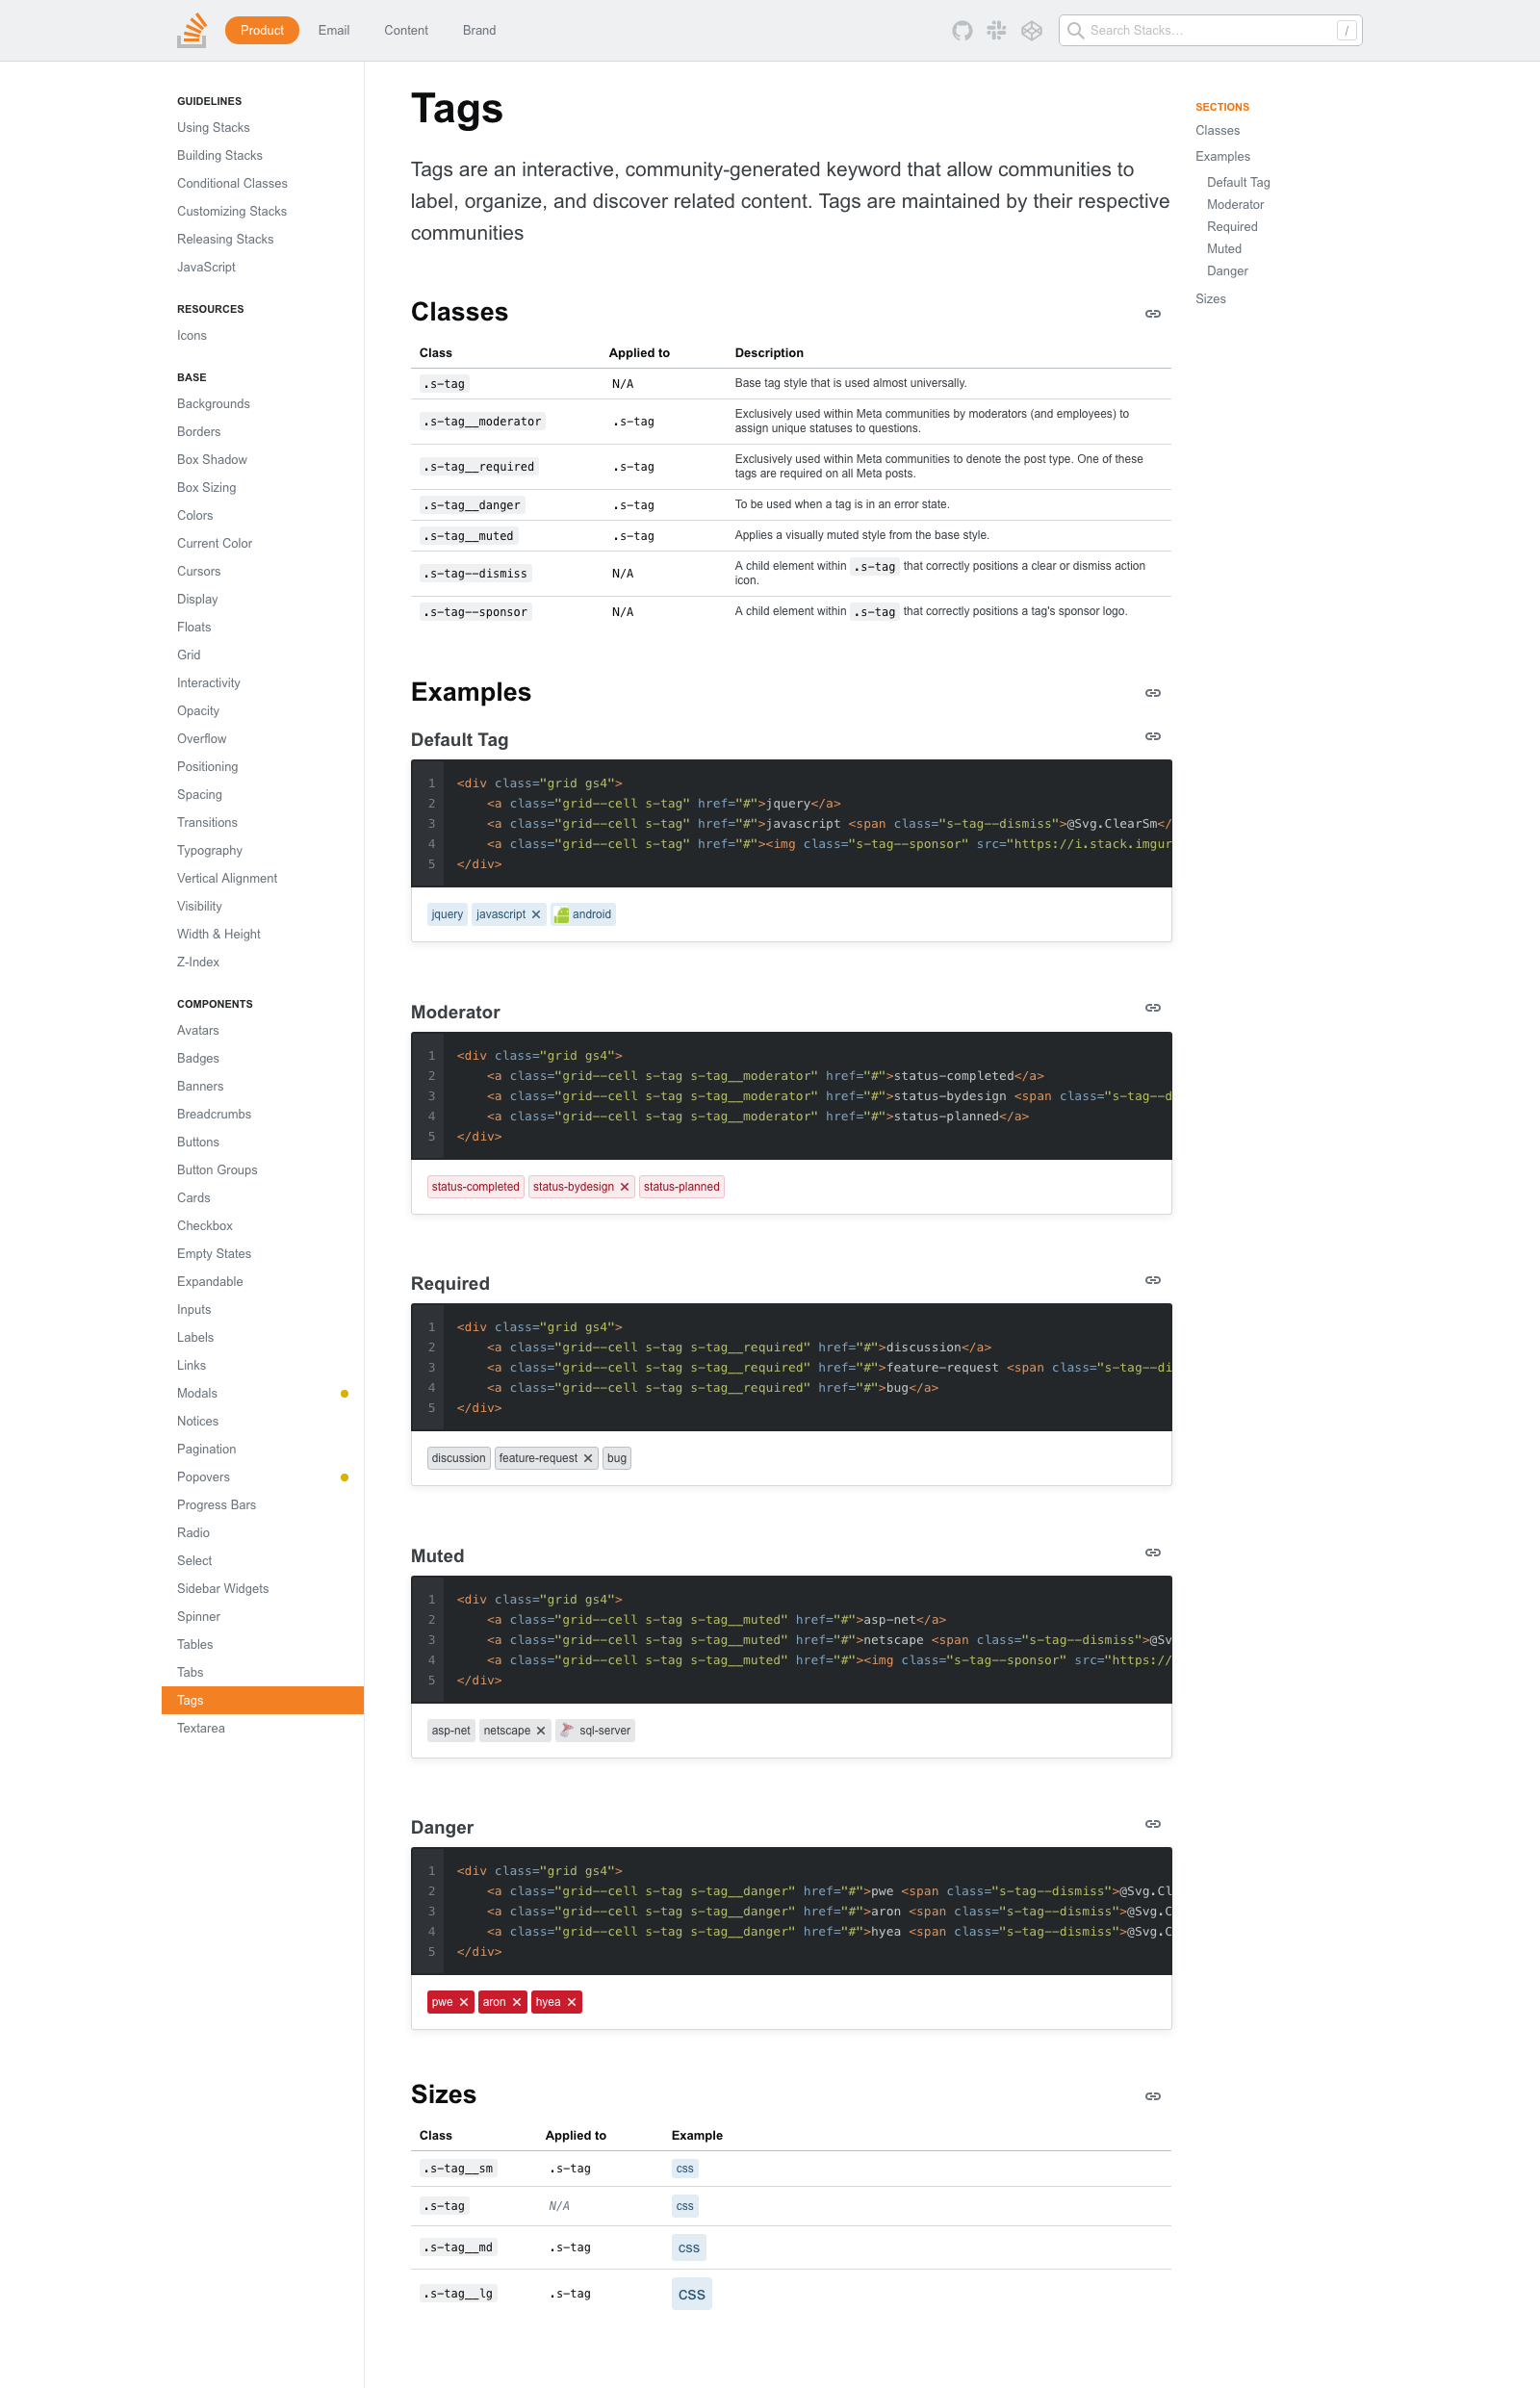 Product
Email
Content
Brand
Search Stacks…
/
GUIDELINES
Using Stacks
Building Stacks
Conditional Classes
Customizing Stacks
Releasing Stacks
JavaScript
RESOURCES
Icons
BASE
Backgrounds
Borders
Box Shadow
Box Sizing
Colors
Current Color
Cursors
Display
Floats
Grid
Interactivity
Opacity
Overflow
Positioning
Spacing
Transitions
Typography
Vertical Alignment
Visibility
Width & Height
Z-Index
COMPONENTS
Avatars
Badges
Banners
Breadcrumbs
Buttons
Button Groups
Cards
Checkbox
Empty States
Expandable
Inputs
Labels
Links
Modals
Notices
Pagination
Popovers
Progress Bars
Radio
Select
Sidebar Widgets
Spinner
Tables
Tabs
Tags
Textarea
Tags
Tags are an interactive, community-generated keyword that allow communities to
label, organize, and discover related content. Tags are maintained by their respective
communities
Classes
Class Applied to Description
.s-tag N/A Base tag style that is used almost universally.
.s-tag__moderator .s-tag Exclusively used within Meta communities by moderators (and employees) to
assign unique statuses to questions.
.s-tag__required .s-tag Exclusively used within Meta communities to denote the post type. One of these
tags are required on all Meta posts.
.s-tag__danger .s-tag To be used when a tag is in an error state.
.s-tag__muted .s-tag Applies a visually muted style from the base style.
.s-tag--dismiss N/A A child element within .s-tag that correctly positions a clear or dismiss action
icon.
.s-tag--sponsor N/A A child element within .s-tag that correctly positions a tag's sponsor logo.
Examples
Default Tag
1 <div class="grid gs4">
2 <a class="grid--cell s-tag" href="#">jquery</a>
3 <a class="grid--cell s-tag" href="#">javascript <span class="s-tag--dismiss">@Svg.ClearSm</
4 <a class="grid--cell s-tag" href="#"><img class="s-tag--sponsor" src="https://i.stack.imgur
5 </div>
jquery javascript android
Moderator
1 <div class="grid gs4">
2 <a class="grid--cell s-tag s-tag__moderator" href="#">status-completed</a>
3 <a class="grid--cell s-tag s-tag__moderator" href="#">status-bydesign <span class="s-tag--d
4 <a class="grid--cell s-tag s-tag__moderator" href="#">status-planned</a>
5 </div>
status-completed status-bydesign status-planned
Required
1 <div class="grid gs4">
2 <a class="grid--cell s-tag s-tag__required" href="#">discussion</a>
3 <a class="grid--cell s-tag s-tag__required" href="#">feature-request <span class="s-tag--di
4 <a class="grid--cell s-tag s-tag__required" href="#">bug</a>
5 </div>
discussion feature-request bug
Muted
1 <div class="grid gs4">
2 <a class="grid--cell s-tag s-tag__muted" href="#">asp-net</a>
3 <a class="grid--cell s-tag s-tag__muted" href="#">netscape <span class="s-tag--dismiss">@Sv
4 <a class="grid--cell s-tag s-tag__muted" href="#"><img class="s-tag--sponsor" src="https://
5 </div>
asp-net netscape sql-server
Danger
1 <div class="grid gs4">
2 <a class="grid--cell s-tag s-tag__danger" href="#">pwe <span class="s-tag--dismiss">@Svg.Cl
3 <a class="grid--cell s-tag s-tag__danger" href="#">aron <span class="s-tag--dismiss">@Svg.C
4 <a class="grid--cell s-tag s-tag__danger" href="#">hyea <span class="s-tag--dismiss">@Svg.C
5 </div>
pwe aron hyea
Sizes
Class Applied to Example
.s-tag__sm .s-tag css
.s-tag N/A css
.s-tag__md .s-tag css
.s-tag__lg .s-tag css
SECTIONS
Classes
Examples
Default Tag
Moderator
Required
Muted
Danger
Sizes